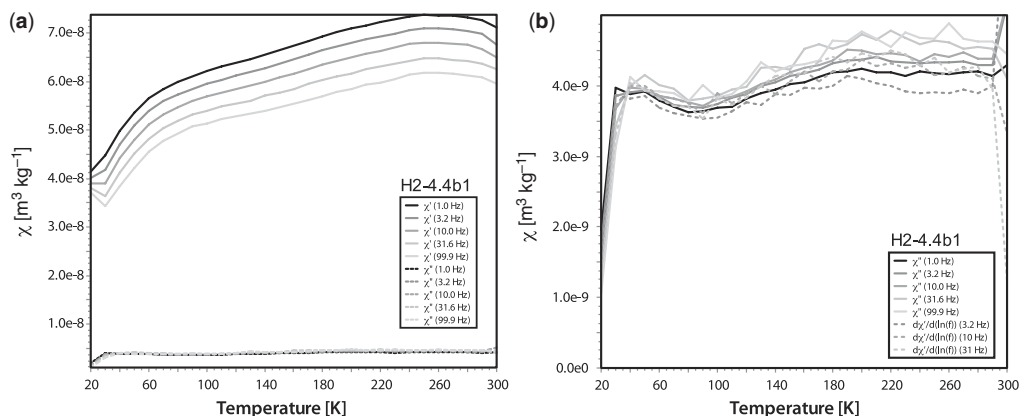 (a)
7.0e-8
6.0e-8
5.0e-8
4.0e-8
3.0e-8
2.0e-8
1.0e-8
χ [m³ kg⁻¹]
H2-4.4b1
χ' (1.0 Hz)
χ' (3.2 Hz)
χ' (10.0 Hz)
χ' (31.6 Hz)
χ' (99.9 Hz)
χ" (1.0 Hz)
χ" (3.2 Hz)
χ" (10.0 Hz)
χ" (31.6 Hz)
χ" (99.9 Hz)
20 60 100 140 180 220 260 300
Temperature [K]
(b)
4.0e-9
3.0e-9
2.0e-9
1.0e-9
0.0e0
χ [m³ kg⁻¹]
H2-4.4b1
χ" (1.0 Hz)
χ" (3.2 Hz)
χ" (10.0 Hz)
χ" (31.6 Hz)
χ" (99.9 Hz)
dχ'/d(ln(f)) (3.2 Hz)
dχ'/d(ln(f)) (10 Hz)
dχ'/d(ln(f)) (31 Hz)
20 60 100 140 180 220 260 300
Temperature [K]